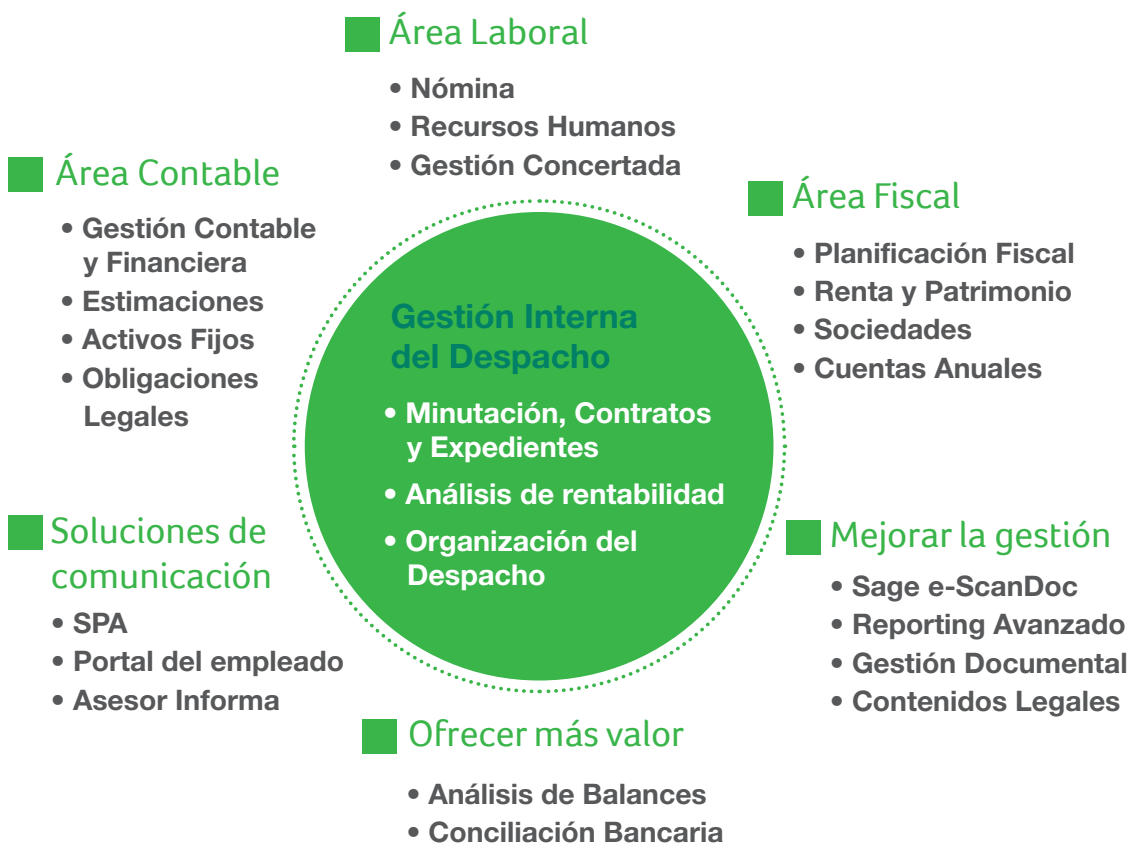 Área Laboral
• Nómina
• Recursos Humanos
• Gestión Concertada
Área Contable
• Gestión Contable
y Financiera
• Estimaciones
• Activos Fijos
• Obligaciones
Legales
Área Fiscal
• Planificación Fiscal
• Renta y Patrimonio
• Sociedades
• Cuentas Anuales
Gestión Interna
del Despacho
• Minutación, Contratos
y Expedientes
• Análisis de rentabilidad
• Organización del
Despacho
Soluciones de
comunicación
• SPA
• Portal del empleado
• Asesor Informa
Mejorar la gestión
• Sage e-ScanDoc
• Reporting Avanzado
• Gestión Documental
• Contenidos Legales
Ofrecer más valor
• Análisis de Balances
• Conciliación Bancaria